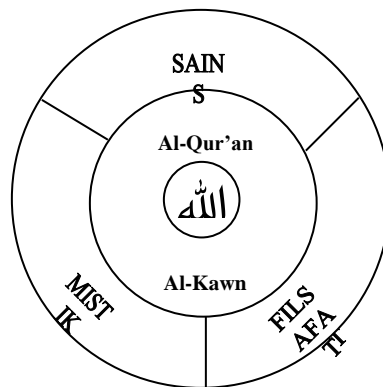 SAIN
S
Al-Qur’an
الله
Al-Kawn
MIST
IK
FILS
AFA
TI